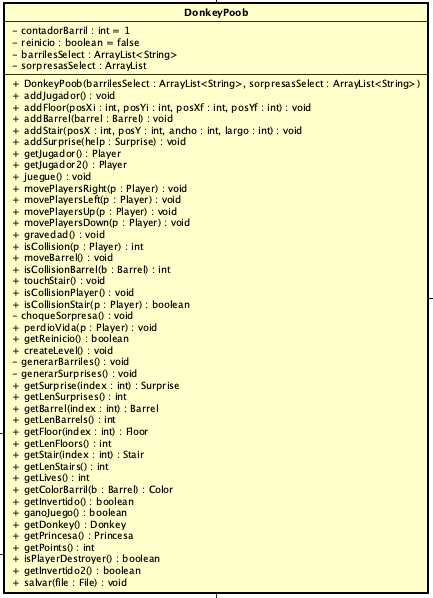 DonkeyPoob
- contadorBarril : int = 1
- reinicio : boolean = false
- barrilesSelect : ArrayList<String>
- sorpresasSelect : ArrayList
+ DonkeyPoob(barrilesSelect : ArrayList<String>, sorpresasSelect : ArrayList<String>)
+ addJugador() : void
+ addFloor(posXi : int, posYi : int, posXf : int, posYf : int) : void
+ addBarrel(barrel : Barrel) : void
+ addStair(posX : int, posY : int, ancho : int, largo : int) : void
+ addSurprise(help : Surprise) : void
+ getJugador() : Player
+ getJugador2() : Player
+ juegue() : void
+ movePlayersRight(p : Player) : void
+ movePlayersLeft(p : Player) : void
+ movePlayersUp(p : Player) : void
+ movePlayersDown(p : Player) : void
+ gravedad() : void
+ isCollision(p : Player) : int
+ moveBarrel() : void
+ isCollisionBarrel(b : Barrel) : int
+ touchStair() : void
+ isCollisionPlayer() : void
+ isCollisionStair(p : Player) : boolean
- choqueSorpresa() : void
+ perdioVida(p : Player) : void
+ getReinicio() : boolean
+ createLevel() : void
- generarBarriles() : void
- generarSurprises() : void
+ getSurprise(index : int) : Surprise
+ getLenSurprises() : int
+ getBarrel(index : int) : Barrel
+ getLenBarrels() : int
+ getFloor(index : int) : Floor
+ getLenFloors() : int
+ getStair(index : int) : Stair
+ getLenStairs() : int
+ getLives() : int
+ getColorBarril(b : Barrel) : Color
+ getInvertido() : boolean
+ ganoJuego() : boolean
+ getDonkey() : Donkey
+ getPrincesa() : Princesa
+ getPoints() : int
+ isPlayerDestroyer() : boolean
+ getInvertido2() : boolean
+ salvar(file : File) : void